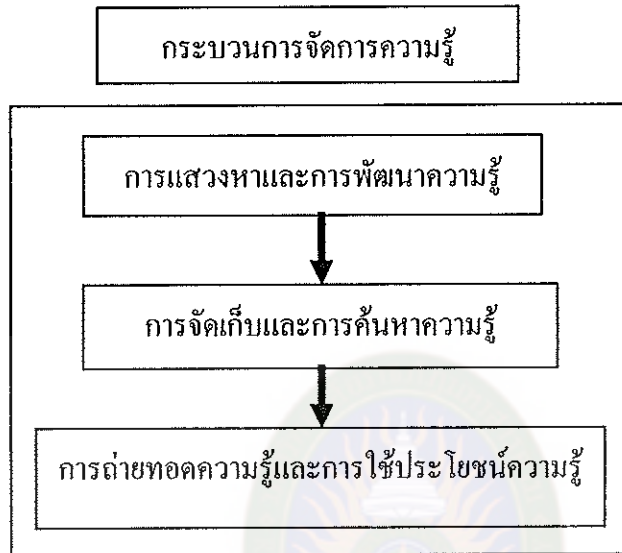 กระบวนการจัดการความรู้
การแสวงหาและการพัฒนาความรู้
การจัดเก็บและการค้นหาความรู้
การถ่ายทอดความรู้และการใช้ประโยชน์ความรู้